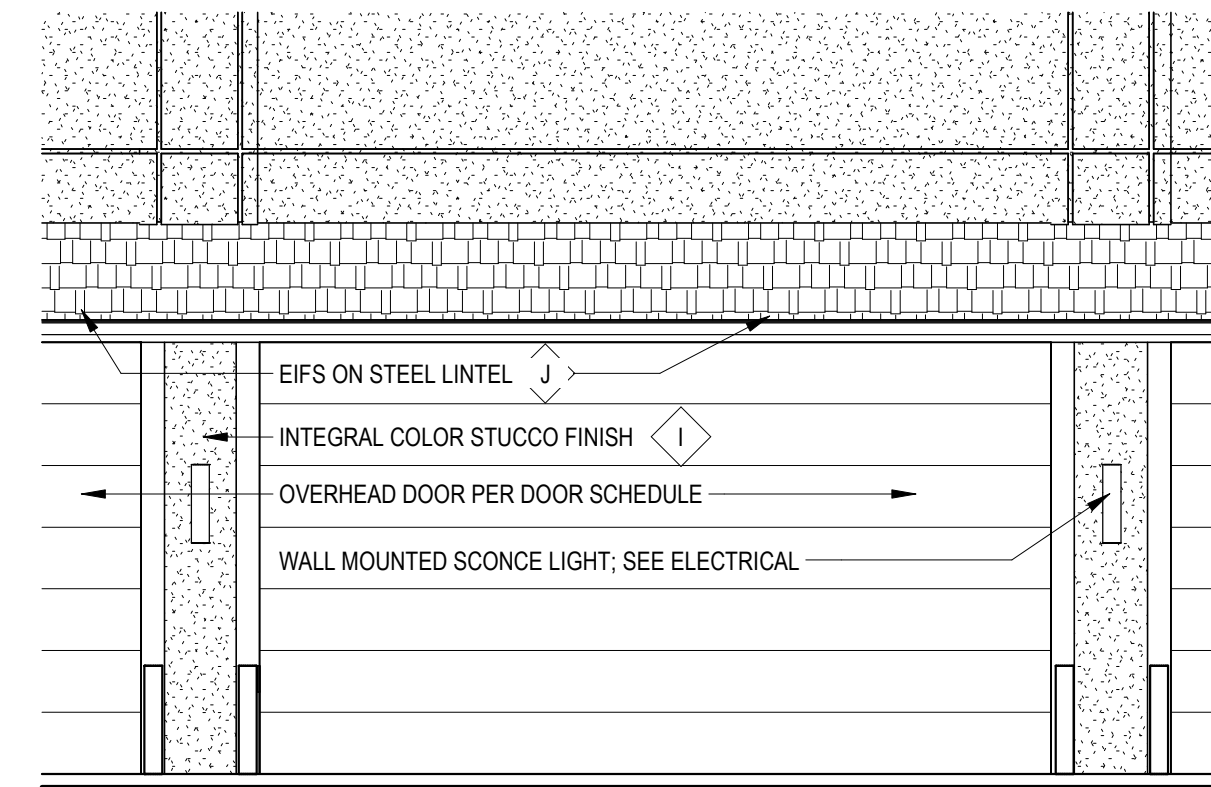 EIFS ON STEEL LINTEL J
INTEGRAL COLOR STUCCO FINISH I
OVERHEAD DOOR PER DOOR SCHEDULE
WALL MOUNTED SCONCE LIGHT; SEE ELECTRICAL